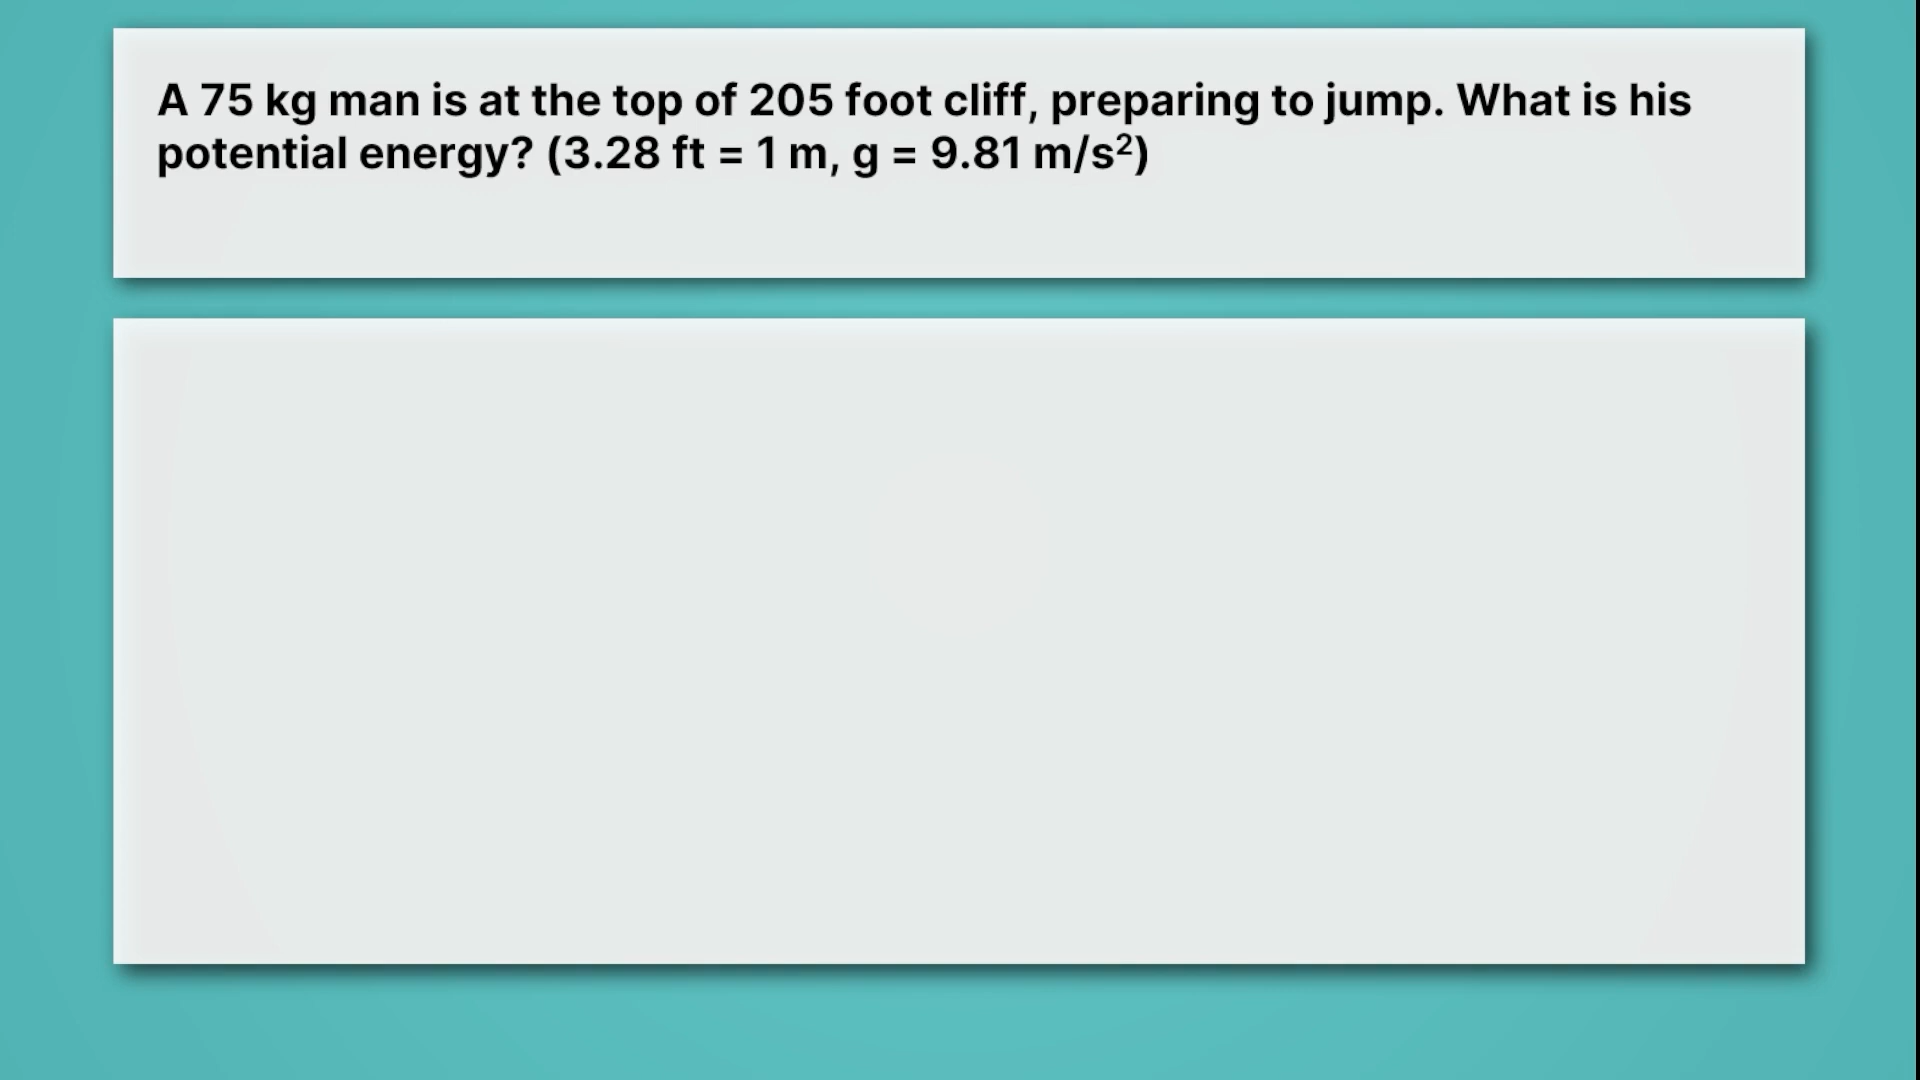 A 75 kg man is at the top of 205 foot cliff, preparing to jump. What is his
potential energy? (3.28 ft = 1 m, g = 9.81 m/s²)